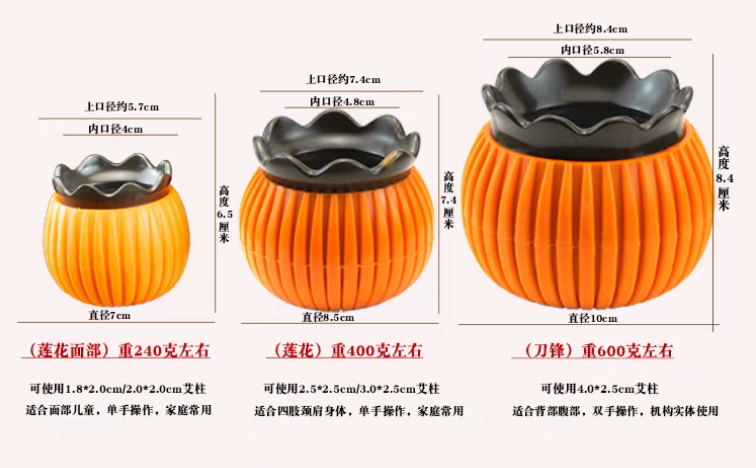 上口径约5.7cm
内口径4cm
高度6.5厘米
直径7cm
（莲花面部）重240克左右
可使用1.8*2.0cm/2.0*2.0cm艾柱
适合面部儿童，单手操作，家庭常用
上口径约7.4cm
内口径4.8cm
高度7.4厘米
直径8.5cm
（莲花）重400克左右
可使用2.5*2.5cm/3.0*2.5cm艾柱
适合四肢颈肩身体，单手操作，家庭常用
上口径约8.4cm
内口径5.8cm
高度8.4厘米
直径10cm
（刀锋）重600克左右
可使用4.0*2.5cm艾柱
适合背部腹部，双手操作，机构实体使用